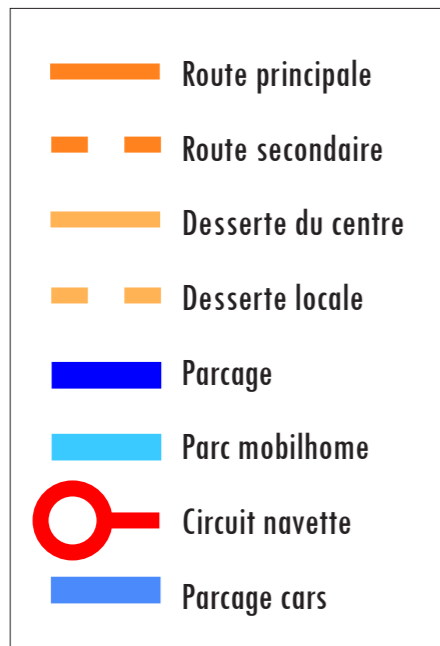 Route principale
Route secondaire
Desserte du centre
Desserte locale
Parcage
Parc mobilhome
Circuit navette
Parcage cars